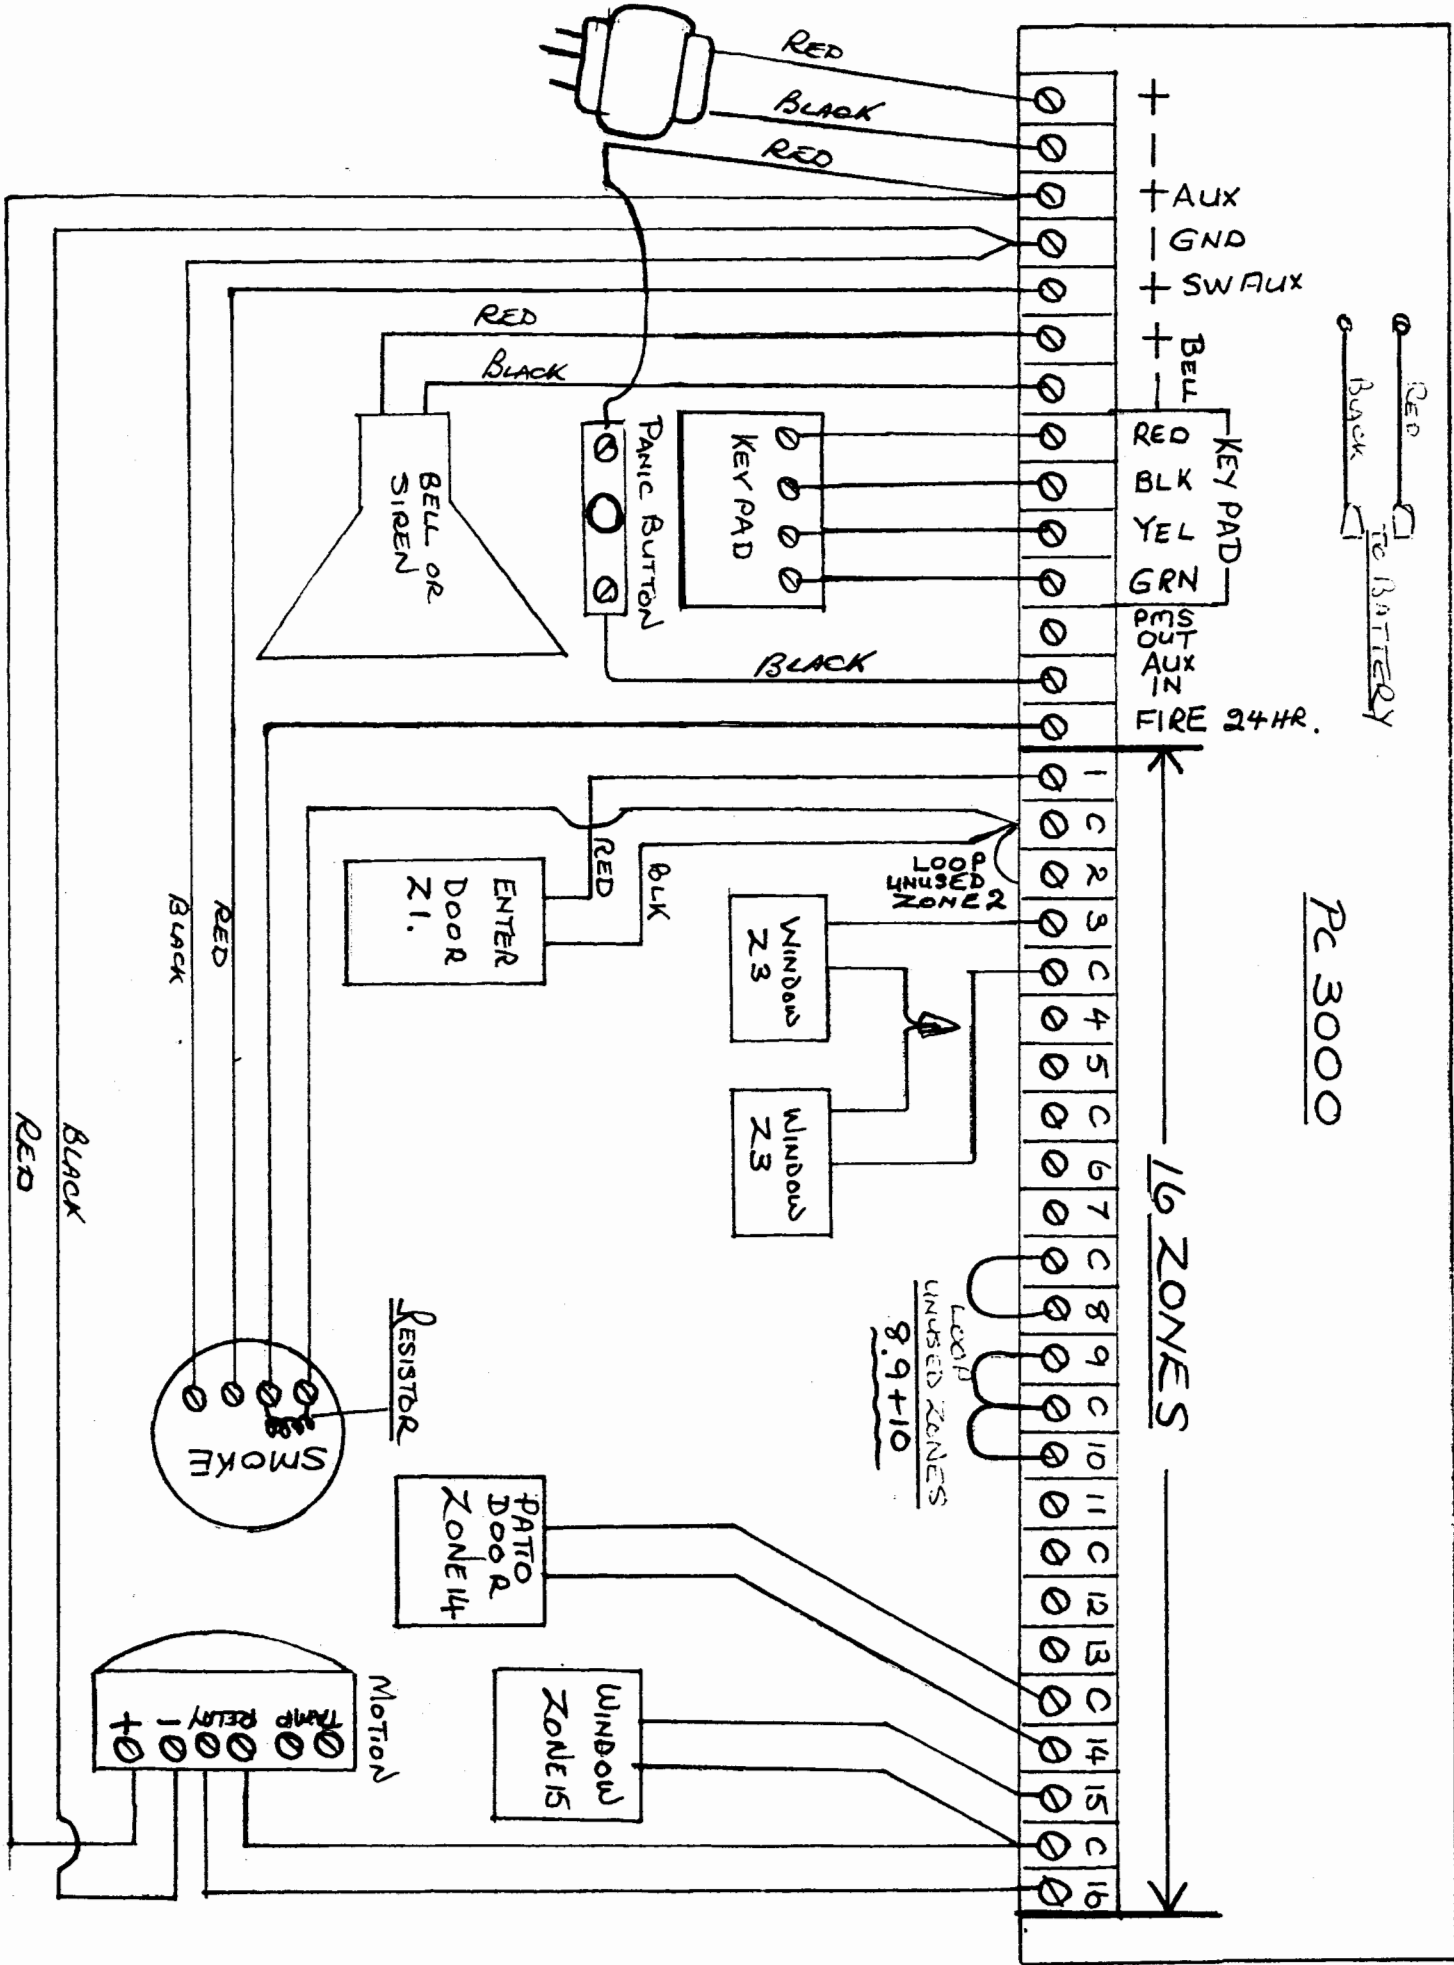 RED
BLACK
RED
+
-
+ AUX
- GND
+ SW AUX
+
-
BELL
RED
BLACK
RED
BLACK
TO BATTERY
BELL OR
SIREN
PANIC BUTTON
KEY PAD
RED
BLK
YEL
GRN
KEY PAD
PMS
OUT
AUX
IN
BLACK
FIRE 24HR.
1
C
2
3
C
4
5
C
6
7
C
8
9
C
10
11
C
12
13
C
14
15
C
16
PC 3000
16 ZONES
RED
BLK
LOOP
UNUSED
ZONE 2
ENTER
DOOR
Z1.
WINDOW
Z3
WINDOW
Z3
BLACK
RED
BLACK
RED
LOOP
UNUSED ZONES
8.9+10
RESISTOR
SMOKE
PATIO
DOOR
ZONE 14
WINDOW
ZONE 15
MOTION
+ - RELAY TAMP